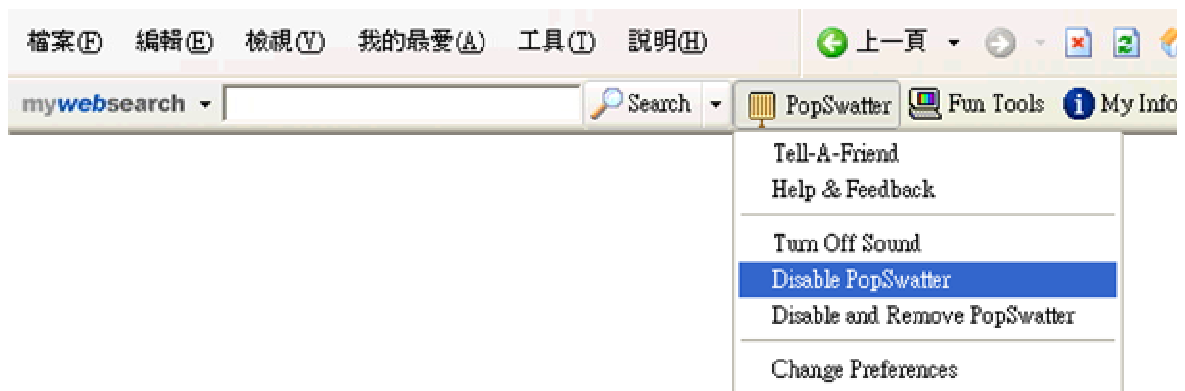 檔案(F) 編輯(E) 檢視(V) 我的最愛(A) 工具(T) 說明(H) 上一頁
mywebsearch Search PopSwatter Fun Tools My Info
Tell-A-Friend
Help & Feedback
Turn Off Sound
Disable PopSwatter
Disable and Remove PopSwatter
Change Preferences